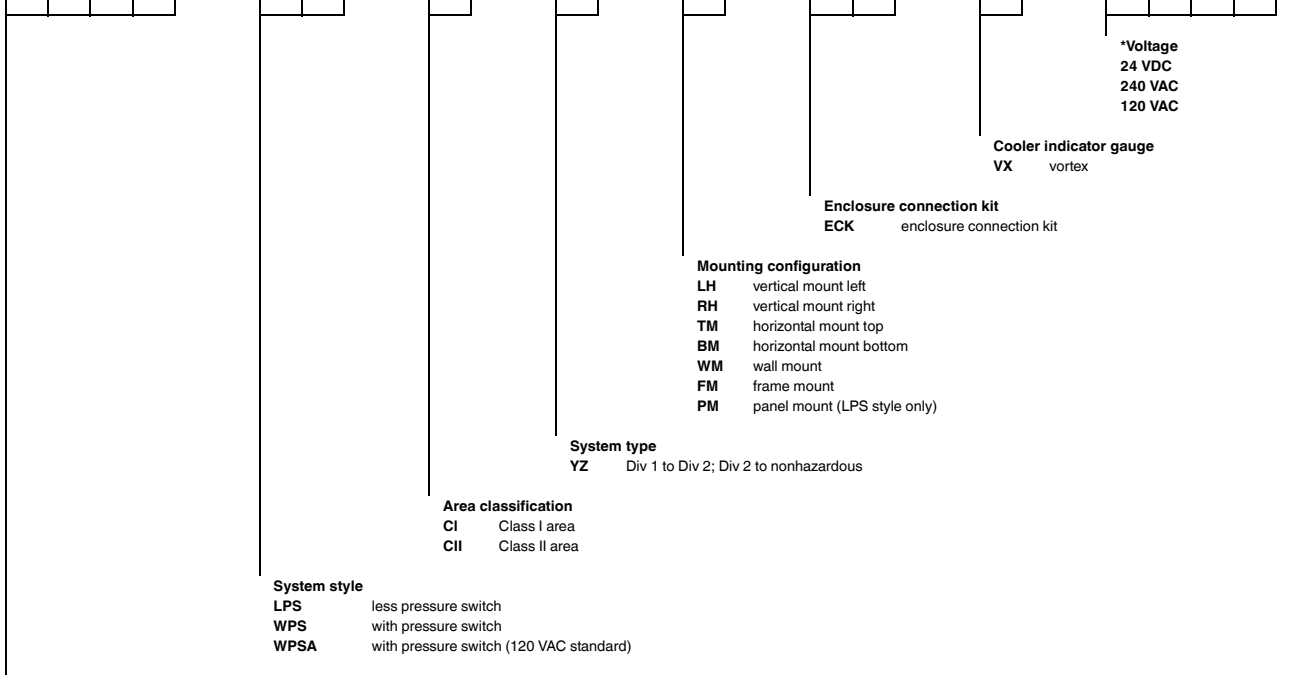 *Voltage
24 VDC
240 VAC
120 VAC
Cooler indicator gauge
VX vortex
Enclosure connection kit
ECK enclosure connection kit
Mounting configuration
LH vertical mount left
RH vertical mount right
TM horizontal mount top
BM horizontal mount bottom
WM wall mount
FM frame mount
PM panel mount (LPS style only)
System type
YZ Div 1 to Div 2; Div 2 to nonhazardous
Area classification
CI Class I area
CII Class II area
System style
LPS less pressure switch
WPS with pressure switch
WPSA with pressure switch (120 VAC standard)